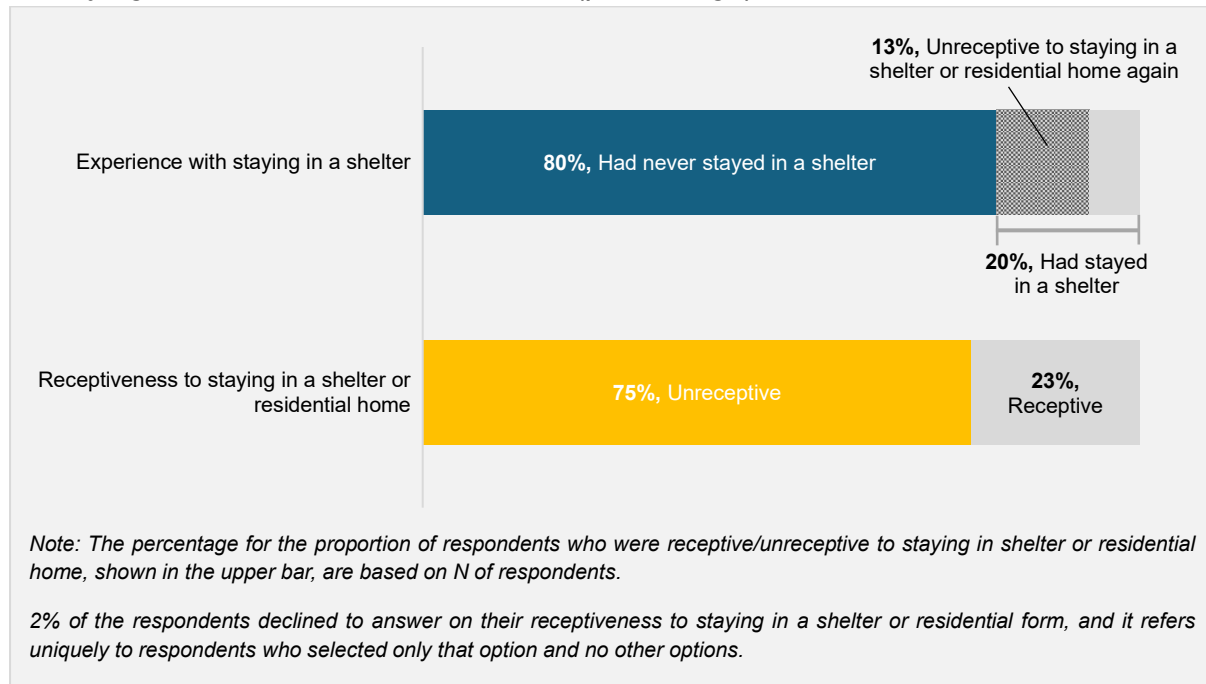 13%, Unreceptive to staying in a
shelter or residential home again
Experience with staying in a shelter
80%, Had never stayed in a shelter
20%, Had stayed
in a shelter
Receptiveness to staying in a shelter or
residential home
75%, Unreceptive
23%,
Receptive
Note: The percentage for the proportion of respondents who were receptive/unreceptive to staying in shelter or residential
home, shown in the upper bar, are based on N of respondents.
2% of the respondents declined to answer on their receptiveness to staying in a shelter or residential form, and it refers
uniquely to respondents who selected only that option and no other options.